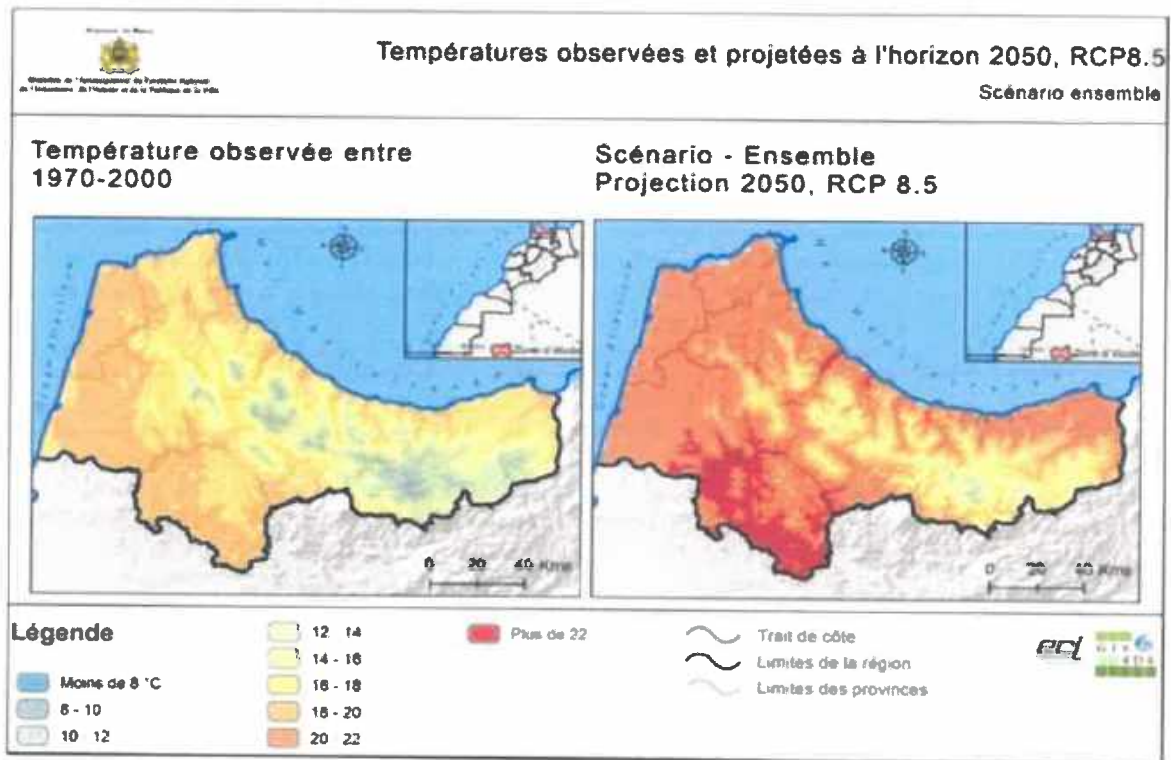 Températures observées et projetées à l'horizon 2050, RCP8.5
Scénario ensemble
Température observée entre
1970-2000
Scénario - Ensemble
Projection 2050, RCP 8.5
0 20 40 Kms
0 20 40 Kms
Légende
Moins de 8 °C
8 - 10
10 12
12 14
14 - 16
16 - 18
18 - 20
20 22
Plus de 22
Trait de côte
Limites de la région
Limites des provinces